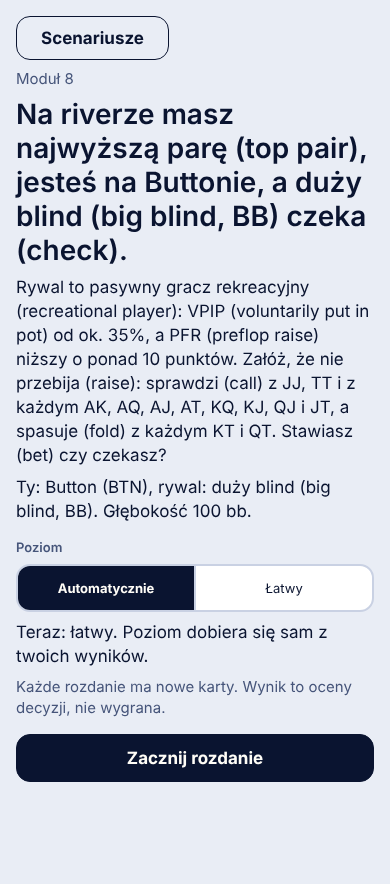 Scenariusze
Moduł 8
Na riverze masz
najwyższą parę (top pair),
jesteś na Buttonie, a duży
blind (big blind, BB) czeka
(check).
Rywal to pasywny gracz rekreacyjny
(recreational player): VPIP (voluntarily put in
pot) od ok. 35%, a PFR (preflop raise)
niższy o ponad 10 punktów. Załóż, że nie
przebija (raise): sprawdzi (call) z JJ, TT i z
każdym AK, AQ, AJ, AT, KQ, KJ, QJ i JT, a
spasuje (fold) z każdym KT i QT. Stawiasz
(bet) czy czekasz?
Ty: Button (BTN), rywal: duży blind (big
blind, BB). Głębokość 100 bb.
Poziom
Automatycznie
Łatwy
Teraz: łatwy. Poziom dobiera się sam z
twoich wyników.
Każde rozdanie ma nowe karty. Wynik to oceny
decyzji, nie wygrana.
Zacznij rozdanie